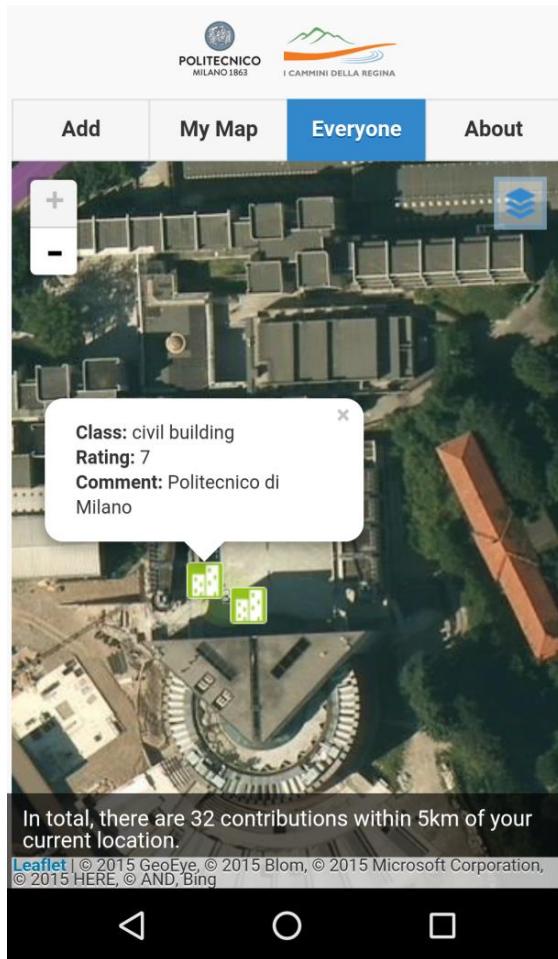 POLITECNICO
MILANO 1863
I CAMMINI DELLA REGINA
Add
My Map
Everyone
About
+
-
×
Class: civil building
Rating: 7
Comment: Politecnico di
Milano
In total, there are 32 contributions within 5km of your
current location.
Leaflet | © 2015 GeoEye, © 2015 Blom, © 2015 Microsoft Corporation,
© 2015 HERE, © AND, Bing